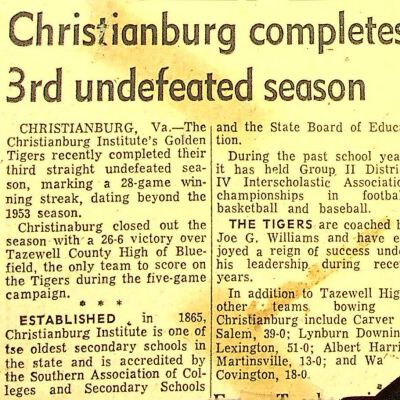 Christianburg completes
3rd undefeated season
CHRISTIANBURG, Va.—The
Christianburg Institute's Golden
Tigers recently completed their
third straight undefeated sea-
son, marking a 28-game win-
ning streak, dating beyond the
1953 season.
Christinaburg closed out the
season with a 26-6 victory over
Tazewell County High of Blue-
field, the only team to score on
the Tigers during the five-game
campaign.
* * *
ESTABLISHED in 1865,
Christianburg Institute is one of
tse oldest secondary schools in
the state and is accredited by
the Southern Association of Col-
leges and Secondary Schools
and the State Board of Educa
tion.
During the past school yea
it has held Group II Distri
IV Interscholastic Associatio
championships in footbal
basketball and baseball.
THE TIGERS are coached b
Joe G. Williams and have e
joyed a reign of success unde
his leadership during rece
years.
In addition to Tazewell Hig
other teams bowing
Christianburg include Carver
Salem, 39-0; Lynburn Downin
Lexington, 51-0; Albert Harri
Martinsville, 13-0; and Wa
Covington, 18-0.